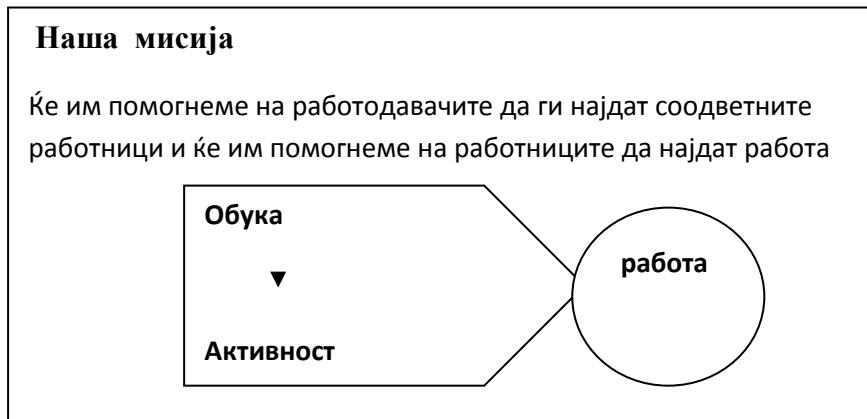 Наша мисија
Ќе им помогнеме на работодавачите да ги најдат соодветните
работници и ќе им помогнеме на работниците да најдат работа
Обука
работа
Активност